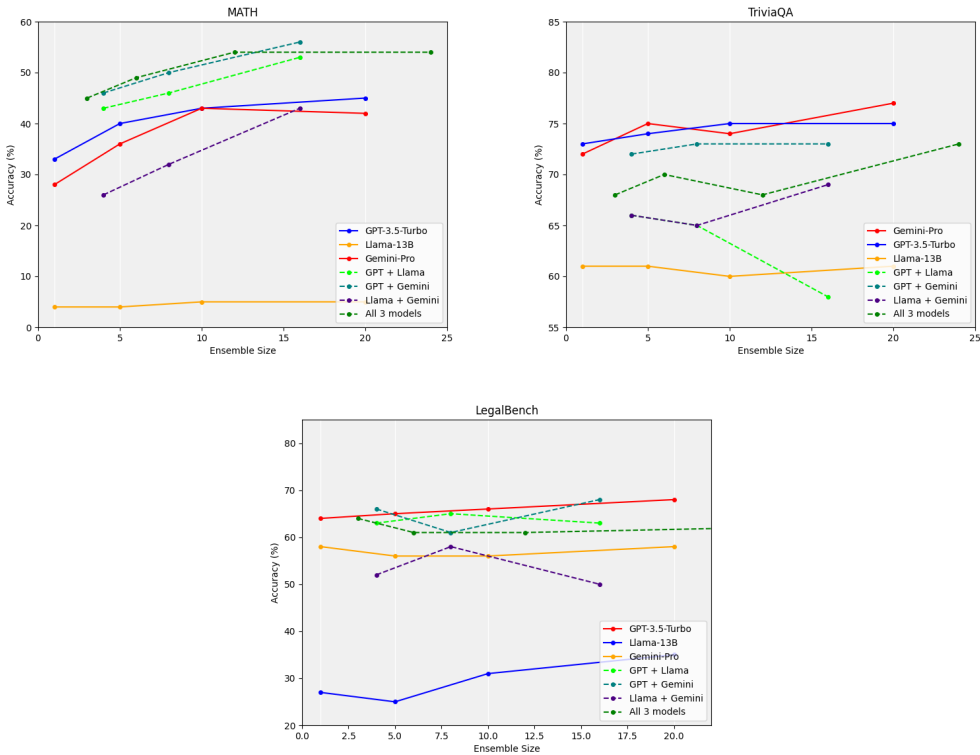 MATH
60
50
40
30
20
10
0
Accuracy (%)
GPT-3.5-Turbo
Llama-13B
Gemini-Pro
GPT + Llama
GPT + Gemini
Llama + Gemini
All 3 models
0 5 10 15 20 25
Ensemble Size
TriviaQA
85
80
75
70
65
60
55
Accuracy (%)
Gemini-Pro
GPT-3.5-Turbo
Llama-13B
GPT + Llama
GPT + Gemini
Llama + Gemini
All 3 models
0 5 10 15 20 25
Ensemble Size
LegalBench
80
70
60
50
40
30
20
Accuracy (%)
GPT-3.5-Turbo
Llama-13B
Gemini-Pro
GPT + Llama
GPT + Gemini
Llama + Gemini
All 3 models
0.0 2.5 5.0 7.5 10.0 12.5 15.0 17.5 20.0
Ensemble Size